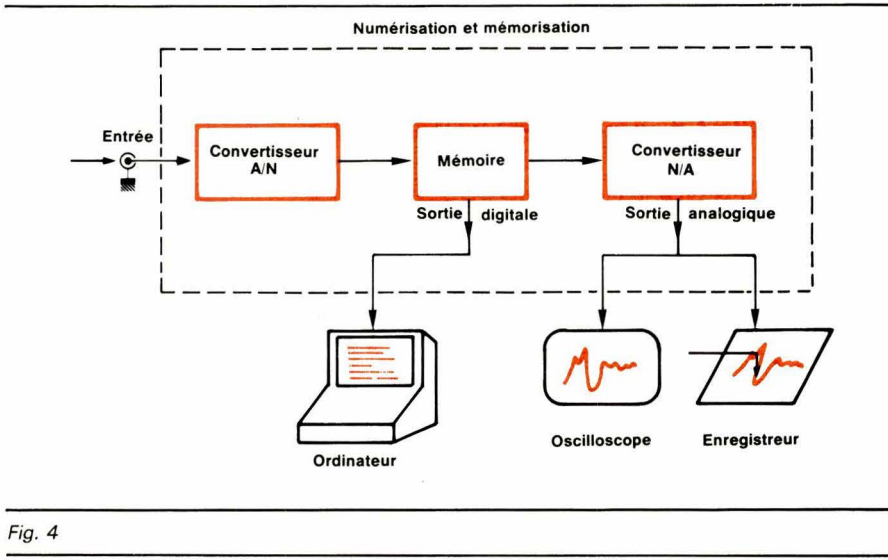 Numérisation et mémorisation
Entrée
Convertisseur
A/N
Mémoire
Convertisseur
N/A
Sortie digitale
Sortie analogique
Ordinateur
Oscilloscope
Enregistreur
Fig. 4